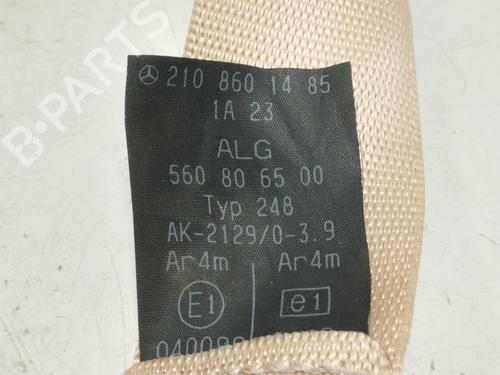 B-PARTS
210 860 14 85
1A 23
ALG
560 80 65 00
Typ 248
AK-2129/0-3.9
Ar4m Ar4m
E1 e1